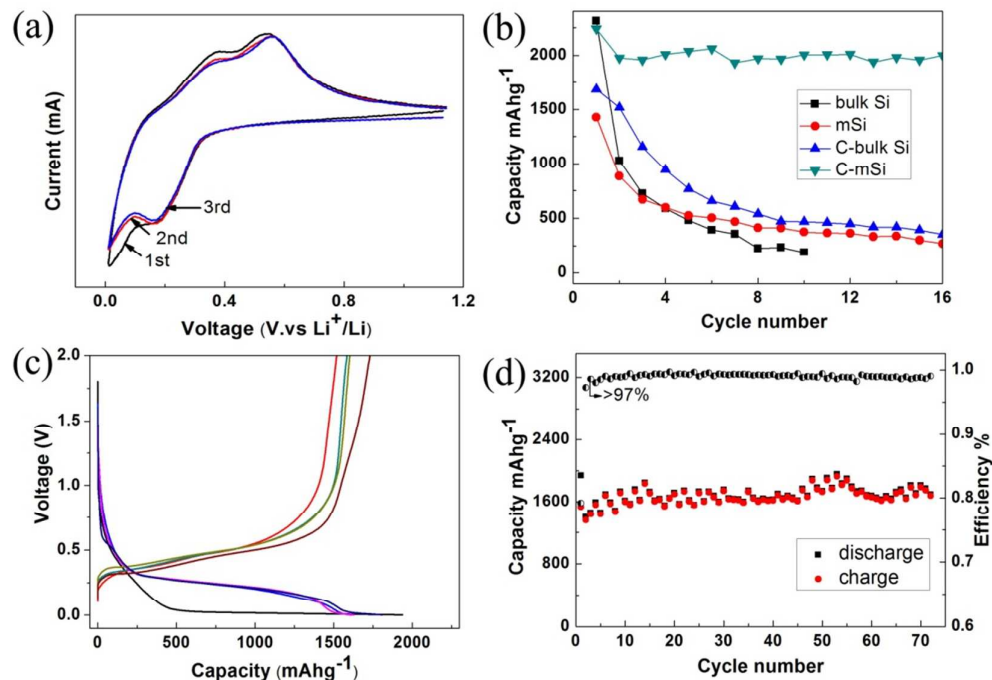 (a)
Current (mA)
3rd
2nd
1st
0.0 0.4 0.8 1.2
Voltage (V.vs Li⁺/Li)
(b)
Capacity mAhg⁻¹
2000
1500
1000
500
0
bulk Si
mSi
C-bulk Si
C-mSi
0 4 8 12 16
Cycle number
(c)
Voltage (V)
2.0
1.5
1.0
0.5
0.0
0 500 1000 1500 2000
Capacity (mAhg⁻¹)
(d)
Capacity mAhg⁻¹
3200
2400
1600
800
0
>97%
discharge
charge
1.0
0.9
0.8
0.7
0.6
Efficiency %
0 10 20 30 40 50 60 70
Cycle number